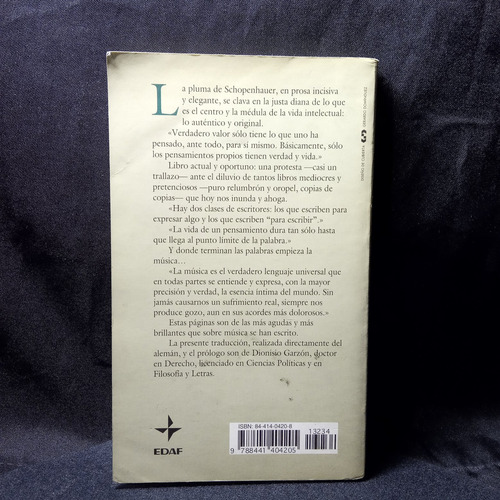 La pluma de Schopenhauer, en prosa incisiva
y elegante, se clava en la justa diana de lo que
es el centro y la médula de la vida intelectual:
lo auténtico y original.
«Verdadero valor sólo tiene lo que uno ha
pensado, ante todo, para sí mismo. Básicamente, sólo
los pensamientos propios tienen verdad y vida.»
Libro actual y oportuno: una protesta —casi un
trallazo— ante el diluvio de tantos libros mediocres y
pretenciosos —puro relumbrón y oropel, copias de
copias— que hoy nos inunda y ahoga.
«Hay dos clases de escritores: los que escriben para
expresar algo y los que escriben “para escribir”.»
«La vida de un pensamiento dura tan sólo hasta
que llega al punto límite de la palabra.»
Y donde terminan las palabras empieza la
música...
«La música es el verdadero lenguaje universal que
en todas partes se entiende y expresa, con la mayor
precisión y verdad, la esencia íntima del mundo. Sin
jamás causarnos un sufrimiento real, siempre nos
produce gozo, aun en sus acordes más dolorosos.»
Estas páginas son de las más agudas y más
brillantes que sobre música se han escrito.
La presente traducción, realizada directamente del
alemán, y el prólogo son de Dionisio Garzón, doctor
en Derecho, licenciado en Ciencias Políticas y en
Filosofía y Letras.
EDAF
ISBN: 84-414-0420-8
13234
9 788441 404205
DISEÑO DE CUBIERTA
GERARDO DOMÍNGUEZ